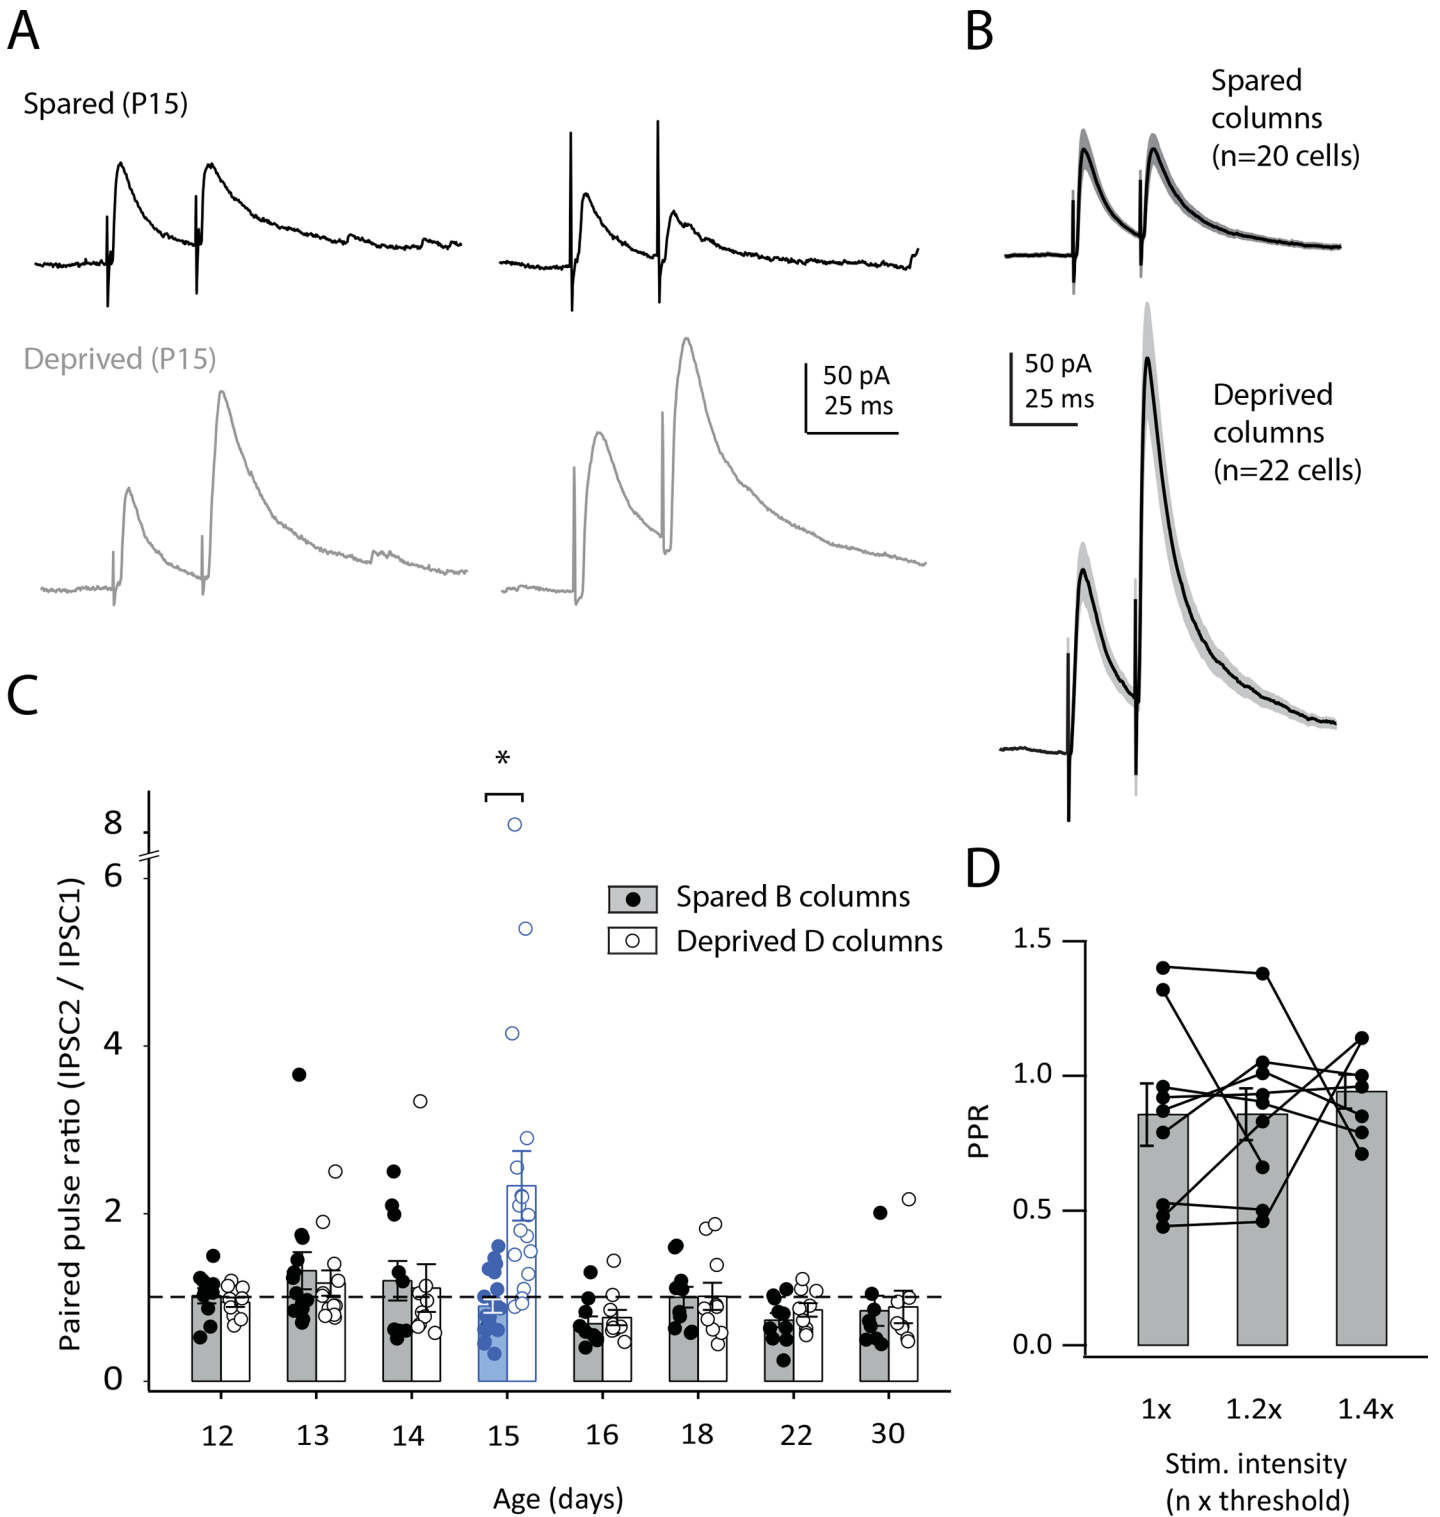 A
Spared (P15)
Deprived (P15)
50 pA
25 ms
B
Spared
columns
(n=20 cells)
50 pA
25 ms
Deprived
columns
(n=22 cells)
C
*
8
6
4
2
0
Paired pulse ratio (IPSC2 / IPSC1)
Spared B columns
Deprived D columns
12 13 14 15 16 18 22 30
Age (days)
D
1.5
1.0
0.5
0.0
PPR
1x 1.2x 1.4x
Stim. intensity
(n x threshold)